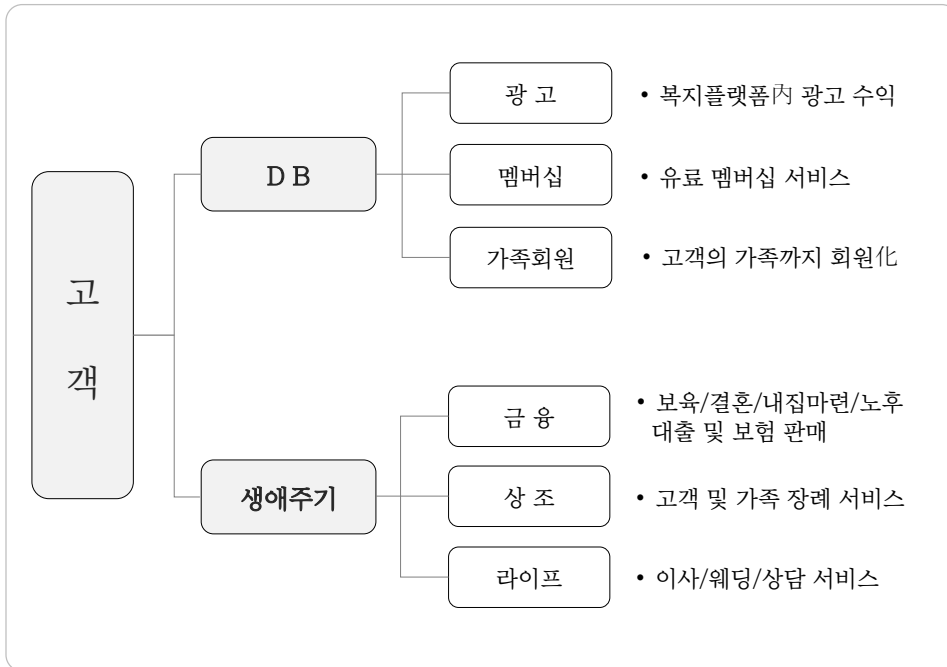 고
객
D B
광 고
• 복지플랫폼內 광고 수익
멤버십
• 유료 멤버십 서비스
가족회원
• 고객의 가족까지 회원化
생애주기
금 융
• 보육/결혼/내집마련/노후
대출 및 보험 판매
상 조
• 고객 및 가족 장례 서비스
라이프
• 이사/웨딩/상담 서비스